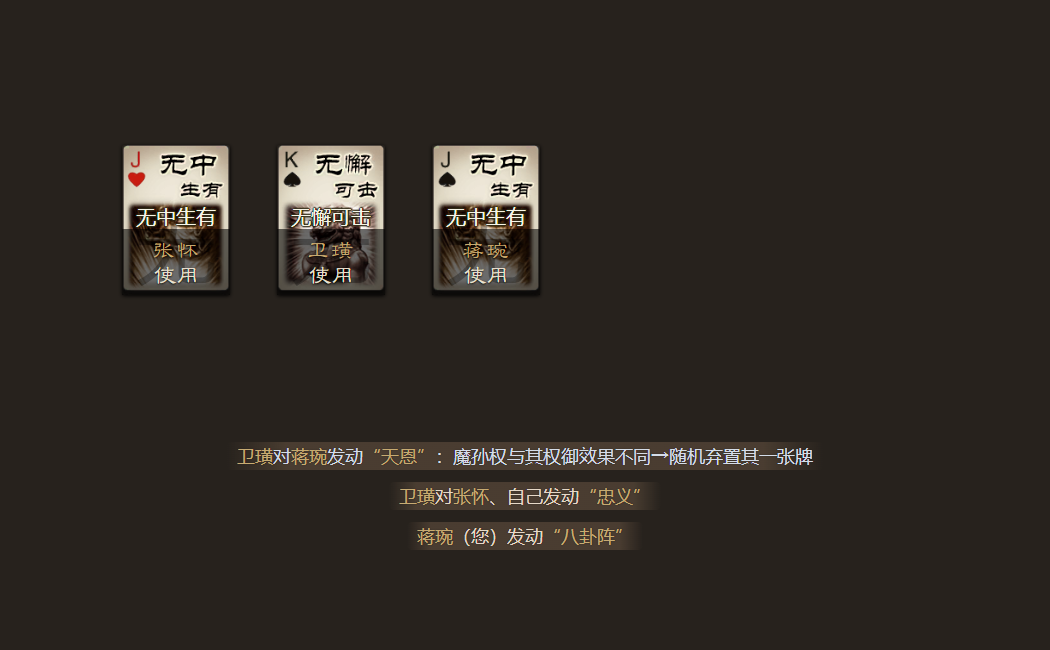 J 无中
生有
无中生有
张怀
使用
K 无懈
可击
无懈可击
卫璜
使用
J 无中
生有
无中生有
蒋琬
使用
卫璜对蒋琬发动“天恩”：魔孙权与其权御效果不同→随机弃置其一张牌
卫璜对张怀、自己发动“忠义”
蒋琬（您）发动“八卦阵”